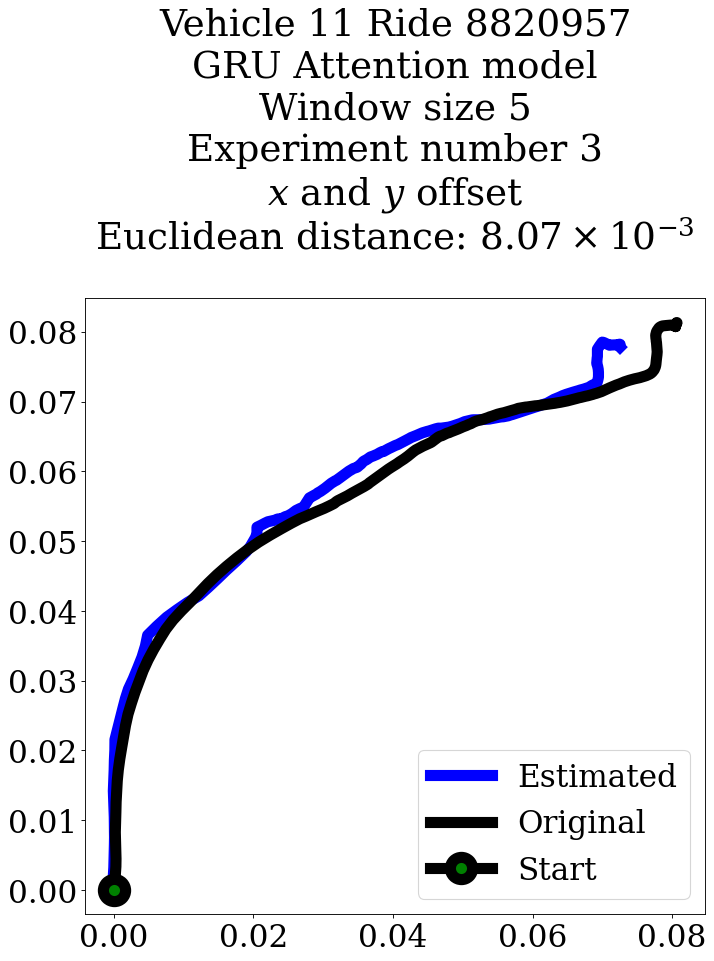 Vehicle 11 Ride 8820957
GRU Attention model
Window size 5
Experiment number 3
x and y offset
Euclidean distance: 8.07 × 10⁻³
0.08
0.07
0.06
0.05
0.04
0.03
0.02
0.01
0.00
Estimated
Original
Start
0.00 0.02 0.04 0.06 0.08